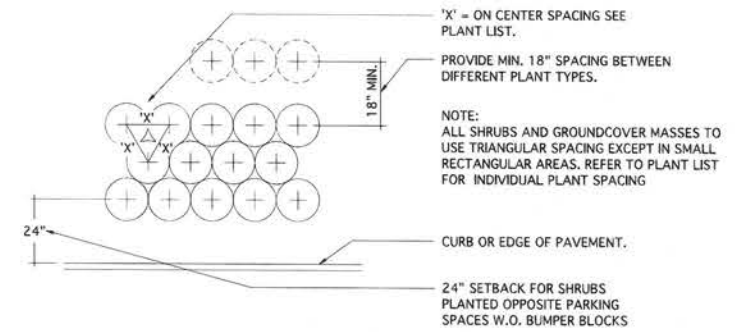 'X' = ON CENTER SPACING SEE
PLANT LIST.
PROVIDE MIN. 18" SPACING BETWEEN
DIFFERENT PLANT TYPES.
18" MIN.
NOTE:
ALL SHRUBS AND GROUNDCOVER MASSES TO
USE TRIANGULAR SPACING EXCEPT IN SMALL
RECTANGULAR AREAS. REFER TO PLANT LIST
FOR INDIVIDUAL PLANT SPACING
'X'
'X' 'X'
24"
CURB OR EDGE OF PAVEMENT.
24" SETBACK FOR SHRUBS
PLANTED OPPOSITE PARKING
SPACES W.O. BUMPER BLOCKS